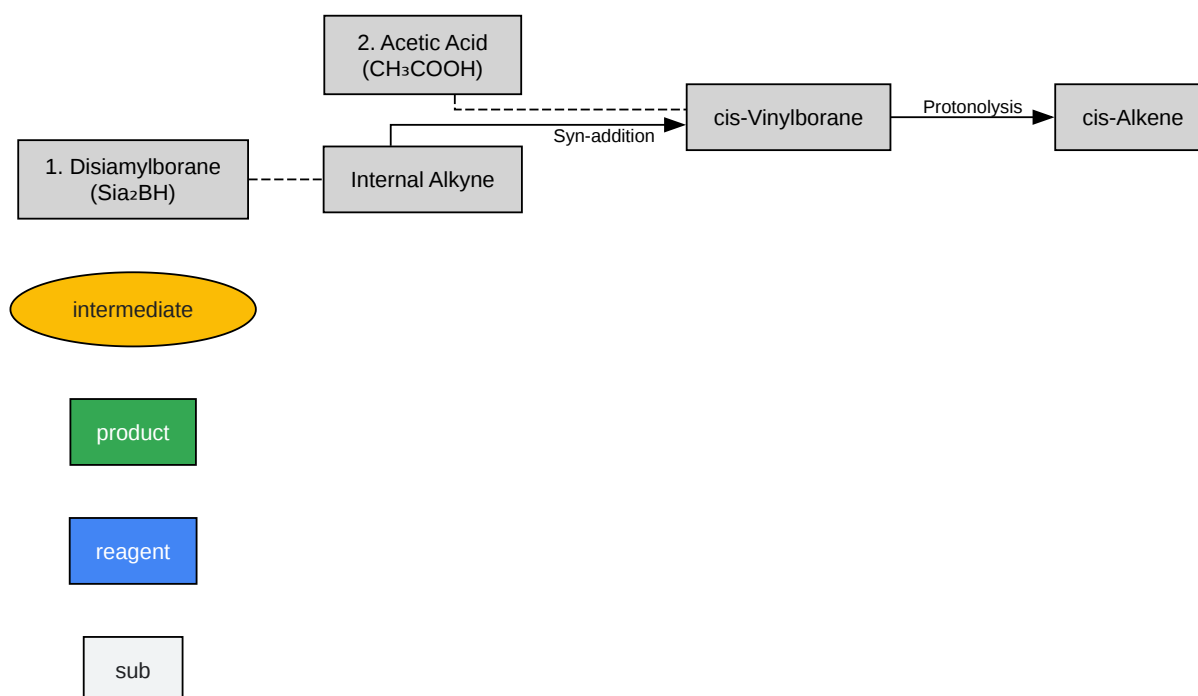 2. Acetic Acid
(CH₃COOH)
cis-Vinylborane
Protonolysis
cis-Alkene
Syn-addition
1. Disiamylborane
(Sia₂BH)
Internal Alkyne
intermediate
product
reagent
sub